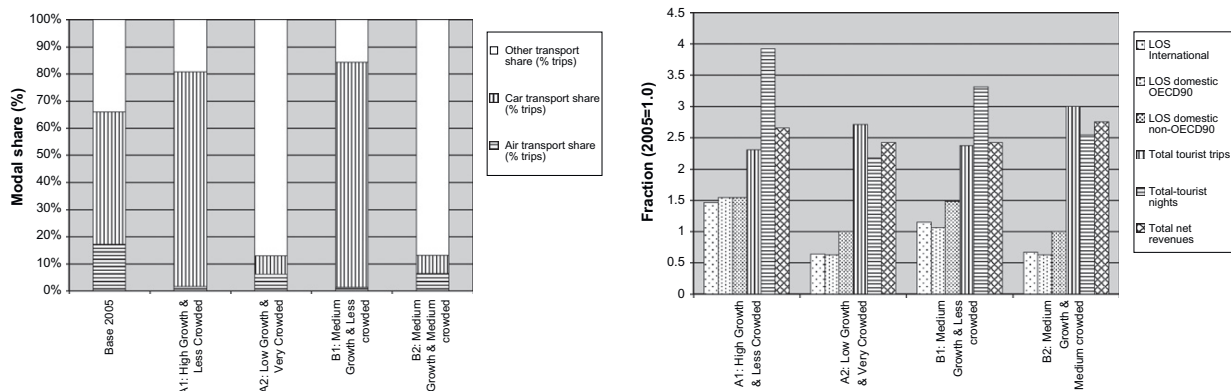 Modal share (%)
100%
90%
80%
70%
60%
50%
40%
30%
20%
10%
0%
Base 2005
A1: High Growth &
Less Crowded
A2: Low Growth &
Very Crowded
B1: Medium
Growth & Less
crowded
B2: Medium
Growth & Medium
crowded
Other transport
share (% trips)
Car transport share
(% trips)
Air transport share
(% trips)
Fraction (2005=1.0)
4.5
4
3.5
3
2.5
2
1.5
1
0.5
0
A1: High Growth
& Less Crowded
A2: Low Growth
& Very Crowded
B1: Medium
Growth & Less
crowded
B2: Medium
Growth &
Medium crowded
LOS
International
LOS domestic
OECD90
LOS domestic
non-OECD90
Total tourist trips
Total-tourist
nights
Total net
revenues